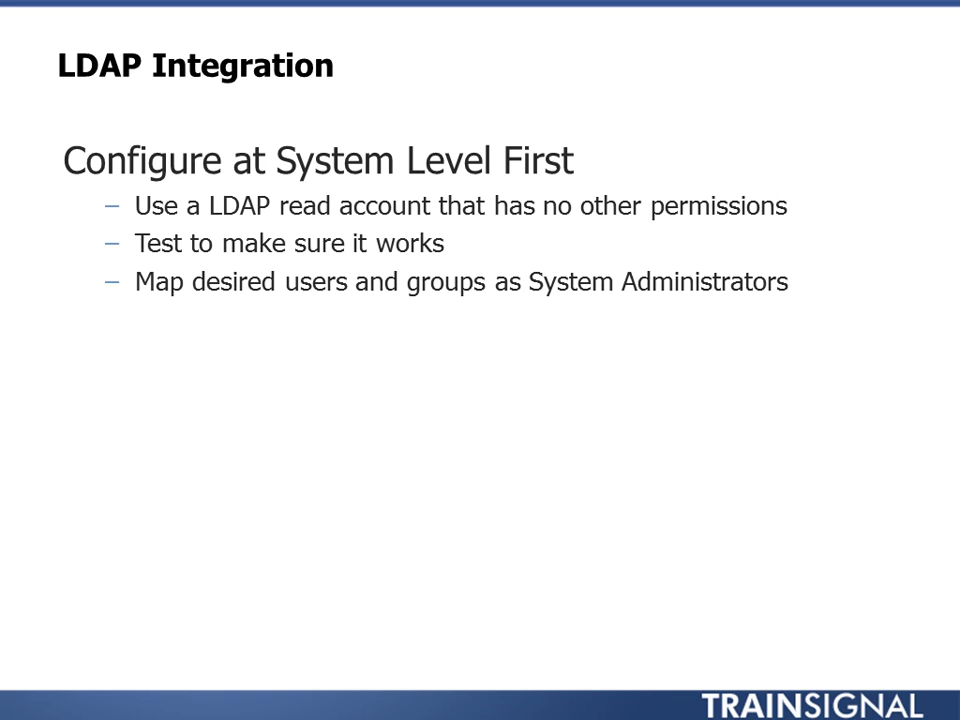 LDAP Integration
Configure at System Level First
– Use a LDAP read account that has no other permissions
– Test to make sure it works
– Map desired users and groups as System Administrators
TRAINSIGNAL